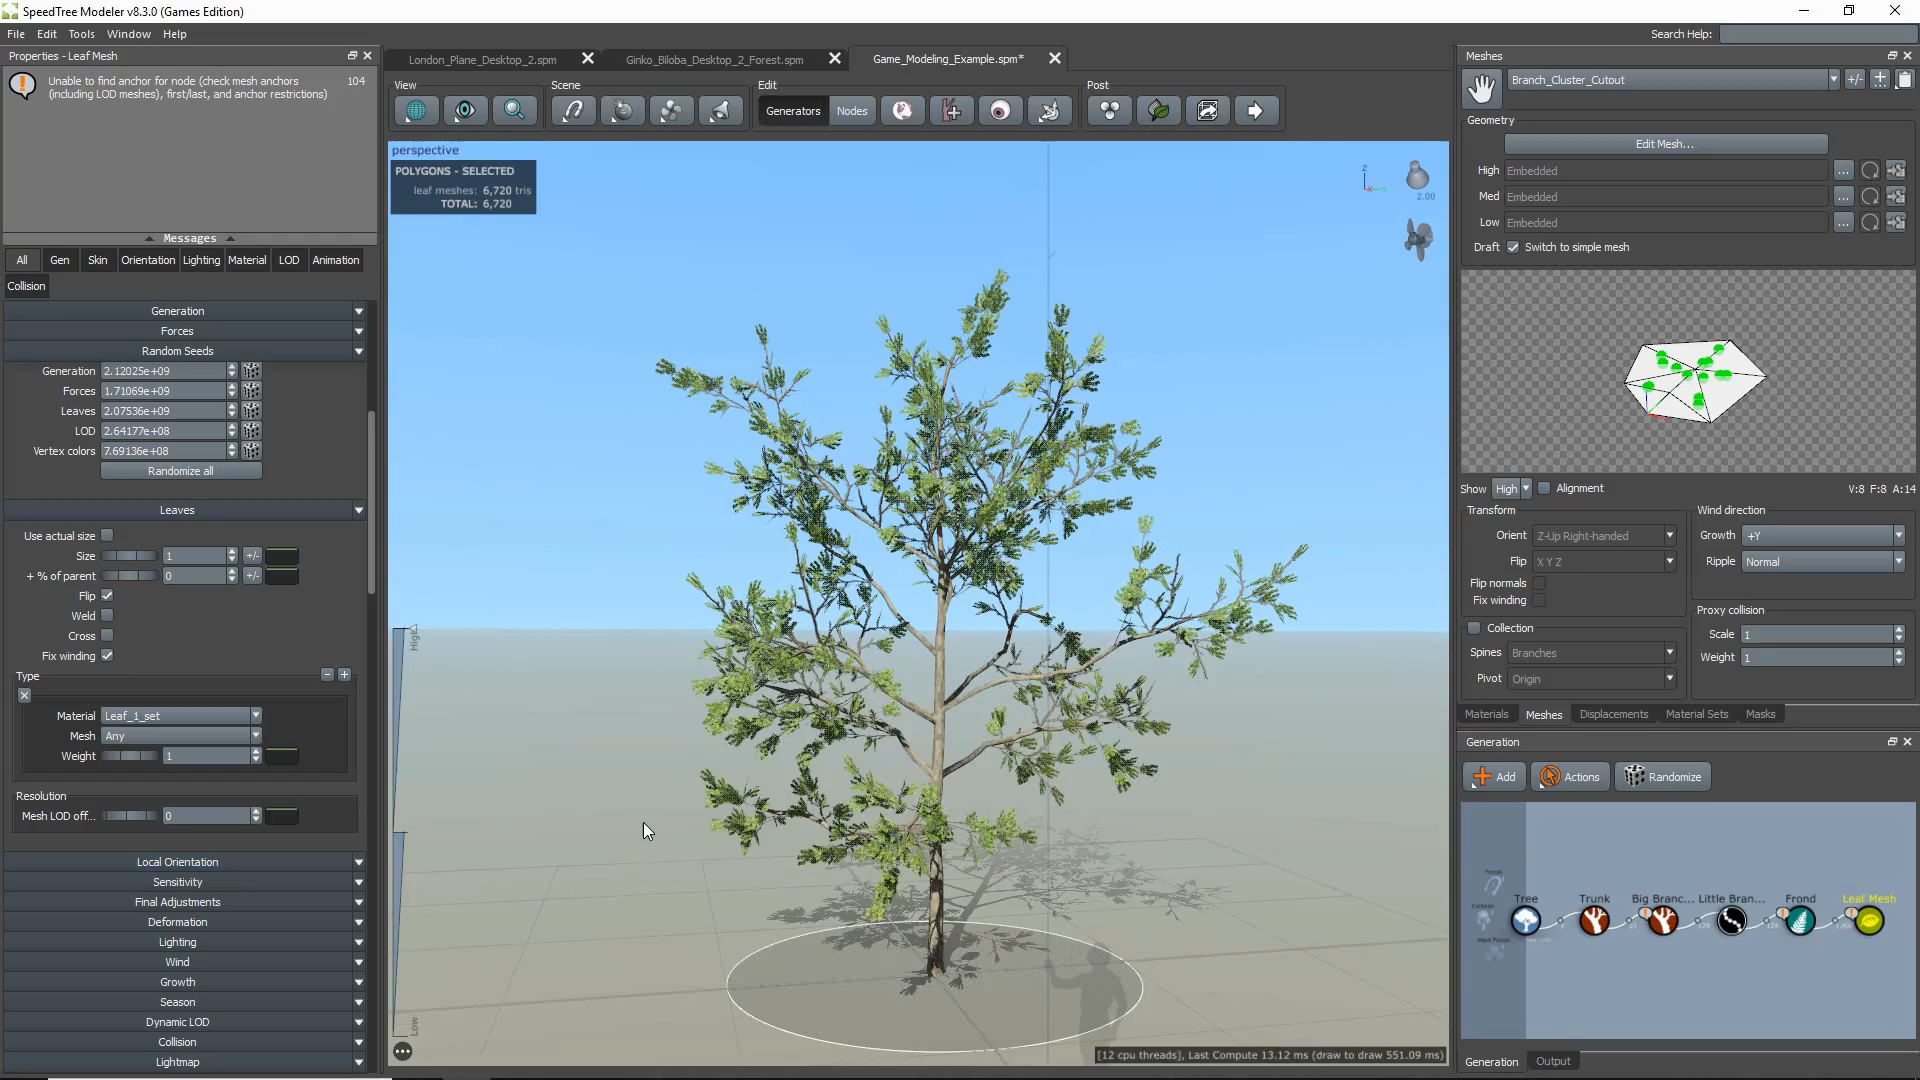 SpeedTree Modeler v8.3.0 (Games Edition)
File Edit Tools Window Help
Search Help:
Properties - Leaf Mesh
Unable to find anchor for node (check mesh anchors
(including LOD meshes), first/last, and anchor restrictions)
104
Messages
All Gen Skin Orientation Lighting Material LOD Animation
Collision
Generation
Forces
Random Seeds
Generation 2.12025e+09
Forces 1.71069e+09
Leaves 2.07536e+09
LOD 2.64177e+08
Vertex colors 7.69136e+08
Randomize all
Leaves
Use actual size
Size 1 +/-
+ % of parent 0 +/-
Flip
Weld
Cross
Fix winding
Type
Material Leaf_1_set
Mesh Any
Weight 1
Resolution
Mesh LOD off... 0
Local Orientation
Sensitivity
Final Adjustments
Deformation
Lighting
Wind
Growth
Season
Dynamic LOD
Collision
Lightmap
London_Plane_Desktop_2.spm
Ginko_Biloba_Desktop_2_Forest.spm
Game_Modeling_Example.spm*
View Scene Edit Post
Generators Nodes
perspective
POLYGONS - SELECTED
leaf meshes: 6,720 tris
TOTAL: 6,720
z
2.00
High
Low
[12 cpu threads], Last Compute 13.12 ms (draw to draw 551.09 ms)
Meshes
Branch_Cluster_Cutout +/-
Geometry
Edit Mesh...
High Embedded ...
Med Embedded ...
Low Embedded ...
Draft Switch to simple mesh
Show High Alignment V:8 F:8 A:14
Transform
Orient Z-Up Right-handed
Flip X Y Z
Flip normals
Fix winding
Collection
Spines Branches
Pivot Origin
Wind direction
Growth +Y
Ripple Normal
Proxy collision
Scale 1
Weight 1
Materials Meshes Displacements Material Sets Masks
Generation
Add Actions Randomize
Forces
Collision
Mesh Forces
Tree Trunk Big Branc... Little Bran... Frond Leaf Mesh
Generation Output